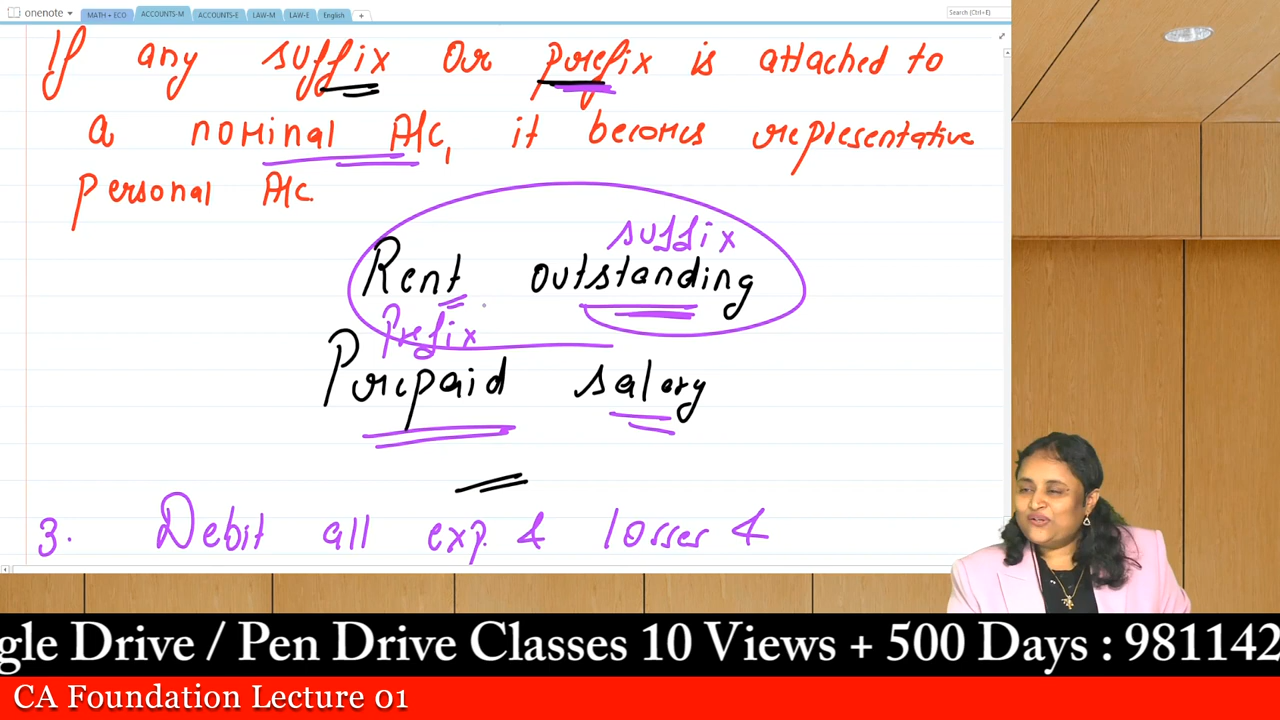 onenote
MATH + ECO ACCOUNTS-M ACCOUNTS-E LAW-M LAW-E English +
Search (Ctrl+E)
If any suffix or prefix is attached to
a nominal A/c, it becomes representative
personal A/c.
suffix
Rent outstanding
Prefix
Prepaid salary
3. Debit all exp. & losses &
gle Drive / Pen Drive Classes 10 Views + 500 Days : 981142
CA Foundation Lecture 01